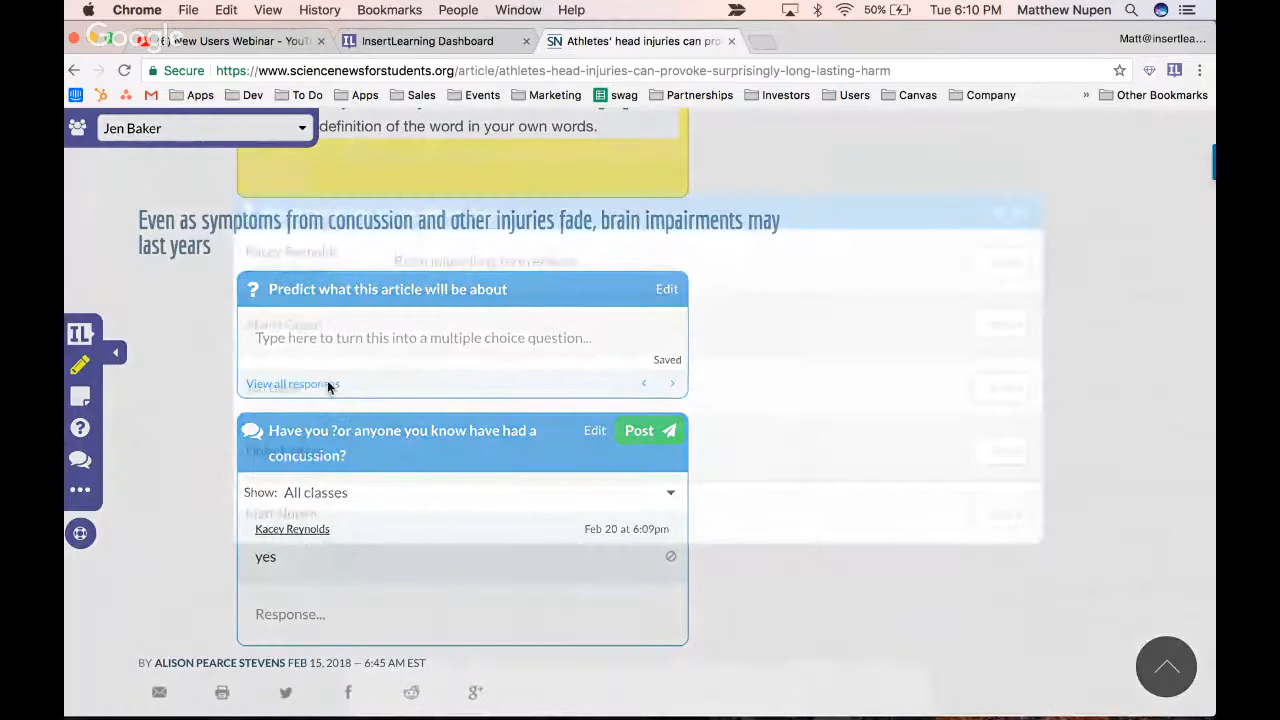 Chrome File Edit View History Bookmarks People Window Help 50% Tue 6:10 PM Matthew Nupen
Google
New Users Webinar - YouT
InsertLearning Dashboard
SN Athletes' head injuries can pro
Matt@insertlea...
Secure https://www.sciencenewsforstudents.org/article/athletes-head-injuries-can-provoke-surprisingly-long-lasting-harm
Apps Dev To Do Apps Sales Events Marketing swag Partnerships Investors Users Canvas Company » Other Bookmarks
Jen Baker
definition of the word in your own words.
Even as symptoms from concussion and other injuries fade, brain impairments may
last years
Kacey Reynolds
? Predict what this article will be about Edit
Type here to turn this into a multiple choice question...
Saved
View all responses
IL
Have you ?or anyone you know have had a
concussion?
Edit Post
Show: All classes
Matt Nupen
Kacey Reynolds Feb 20 at 6:09pm
yes
Response...
BY ALISON PEARCE STEVENS FEB 15, 2018 — 6:45 AM EST